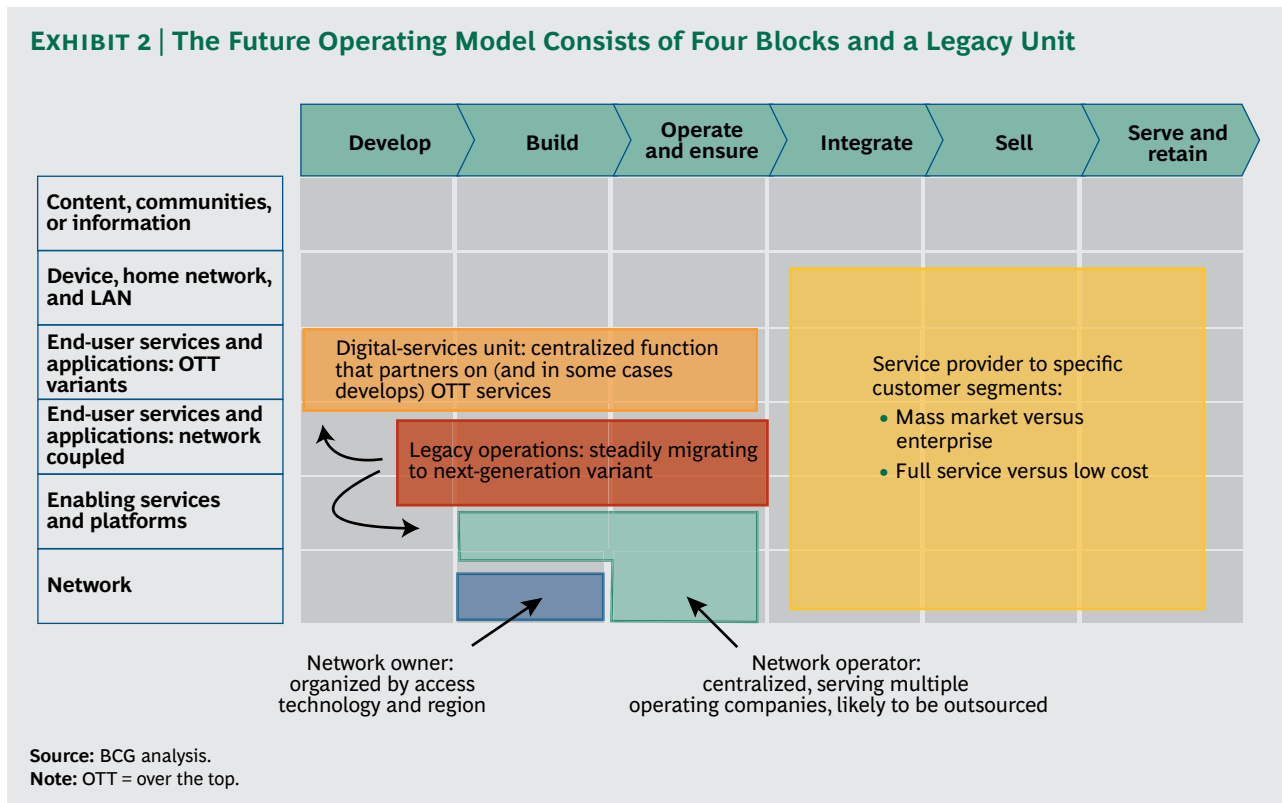 EXHIBIT 2 | The Future Operating Model Consists of Four Blocks and a Legacy Unit
Develop
Build
Operate
and ensure
Integrate
Sell
Serve and
retain
Content, communities,
or information
Device, home network,
and LAN
End-user services and
applications: OTT
variants
End-user services and
applications: network
coupled
Enabling services
and platforms
Network
Digital-services unit: centralized function
that partners on (and in some cases
develops) OTT services
Legacy operations: steadily migrating
to next-generation variant
Service provider to specific
customer segments:
• Mass market versus
enterprise
• Full service versus low cost
Network owner:
organized by access
technology and region
Network operator:
centralized, serving multiple
operating companies, likely to be outsourced
Source: BCG analysis.
Note: OTT = over the top.